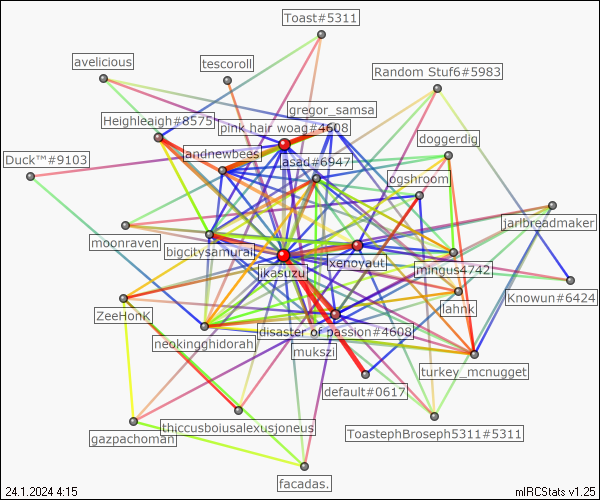 Toast#5311
avelicious
tescoroll
Random Stuf6#5983
gregor_samsa
Heighleaigh#8575
pink hair woag#4608
doggerdig
andnewbees
asad#6947
Duck™#9103
ogshroom
jarlbreadmaker
moonraven
bigcitysamurai
xenoyaut
jkasuzu
mingus4742
Knowun#6424
lahnk
ZeeHonK
disaster of passion#4608
neokingghidorah
mukszi
turkey_mcnugget
default#0617
thiccusboiusalexusjoneus
ToastephBroseph5311#5311
gazpachoman
facadas.
24.1.2024 4:15
mIRCStats v1.25